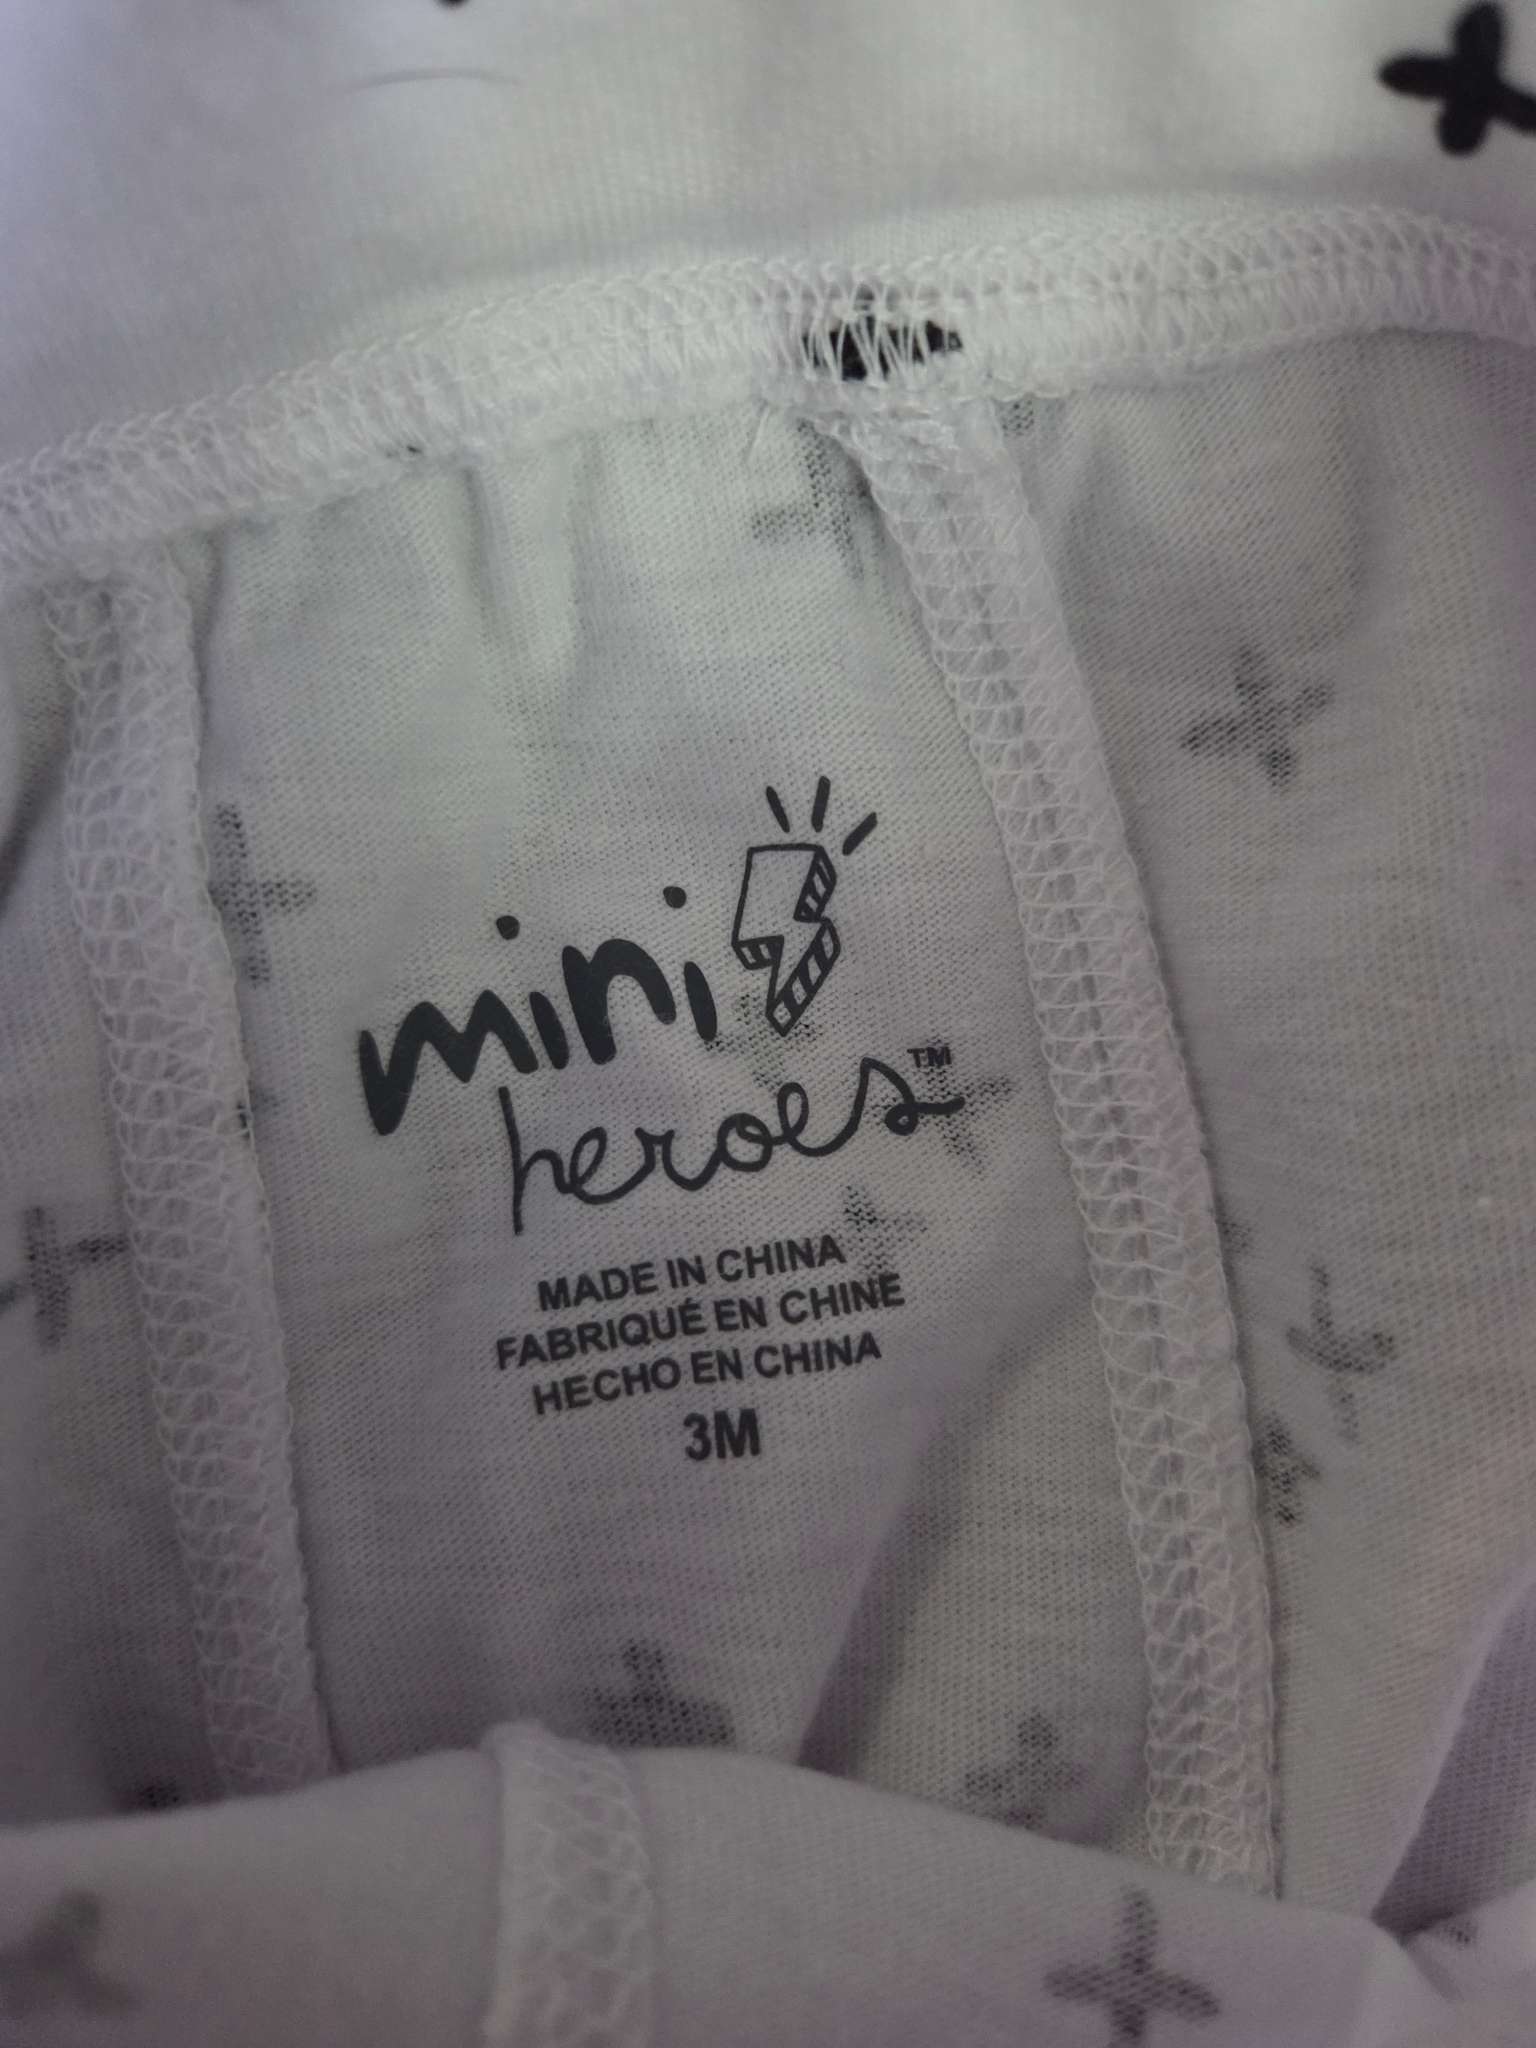 mini
heroes™
MADE IN CHINA
FABRIQUÉ EN CHINE
HECHO EN CHINA
3M